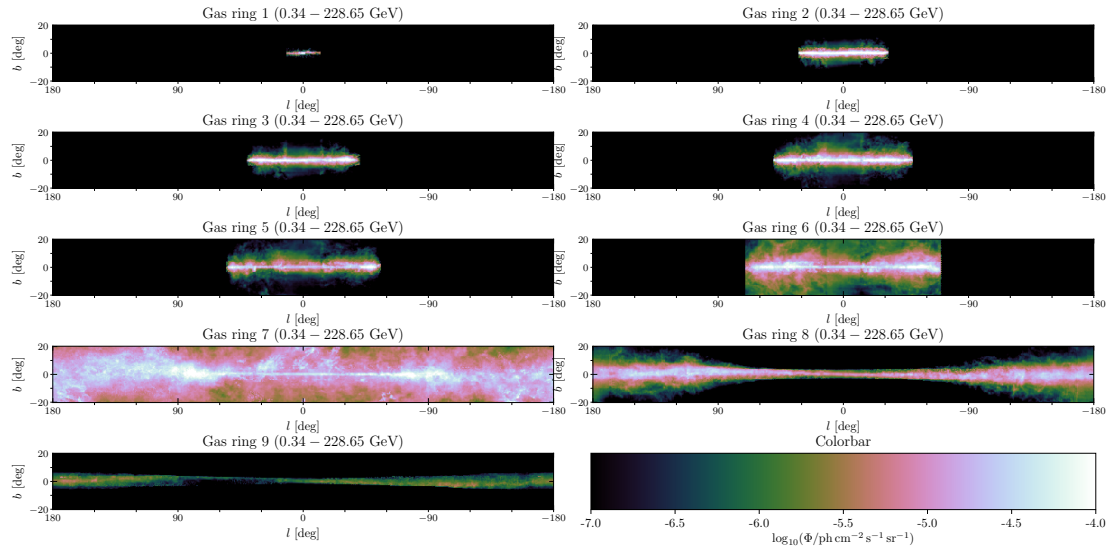 Gas ring 1 (0.34 − 228.65 GeV)
20
0
−20
b [deg]
180 90 0 −90 −180
l [deg]
Gas ring 2 (0.34 − 228.65 GeV)
20
0
−20
b [deg]
180 90 0 −90 −180
l [deg]
Gas ring 3 (0.34 − 228.65 GeV)
20
0
−20
b [deg]
180 90 0 −90 −180
l [deg]
Gas ring 4 (0.34 − 228.65 GeV)
20
0
−20
b [deg]
180 90 0 −90 −180
l [deg]
Gas ring 5 (0.34 − 228.65 GeV)
20
0
−20
b [deg]
180 90 0 −90 −180
l [deg]
Gas ring 6 (0.34 − 228.65 GeV)
20
0
−20
b [deg]
180 90 0 −90 −180
l [deg]
Gas ring 7 (0.34 − 228.65 GeV)
20
0
−20
b [deg]
180 90 0 −90 −180
l [deg]
Gas ring 8 (0.34 − 228.65 GeV)
20
0
−20
b [deg]
180 90 0 −90 −180
l [deg]
Gas ring 9 (0.34 − 228.65 GeV)
20
0
−20
b [deg]
180 90 0 −90 −180
l [deg]
Colorbar
-7.0 -6.5 -6.0 -5.5 -5.0 -4.5 -4.0
log₁₀(Φ/ph cm⁻² s⁻¹ sr⁻¹)